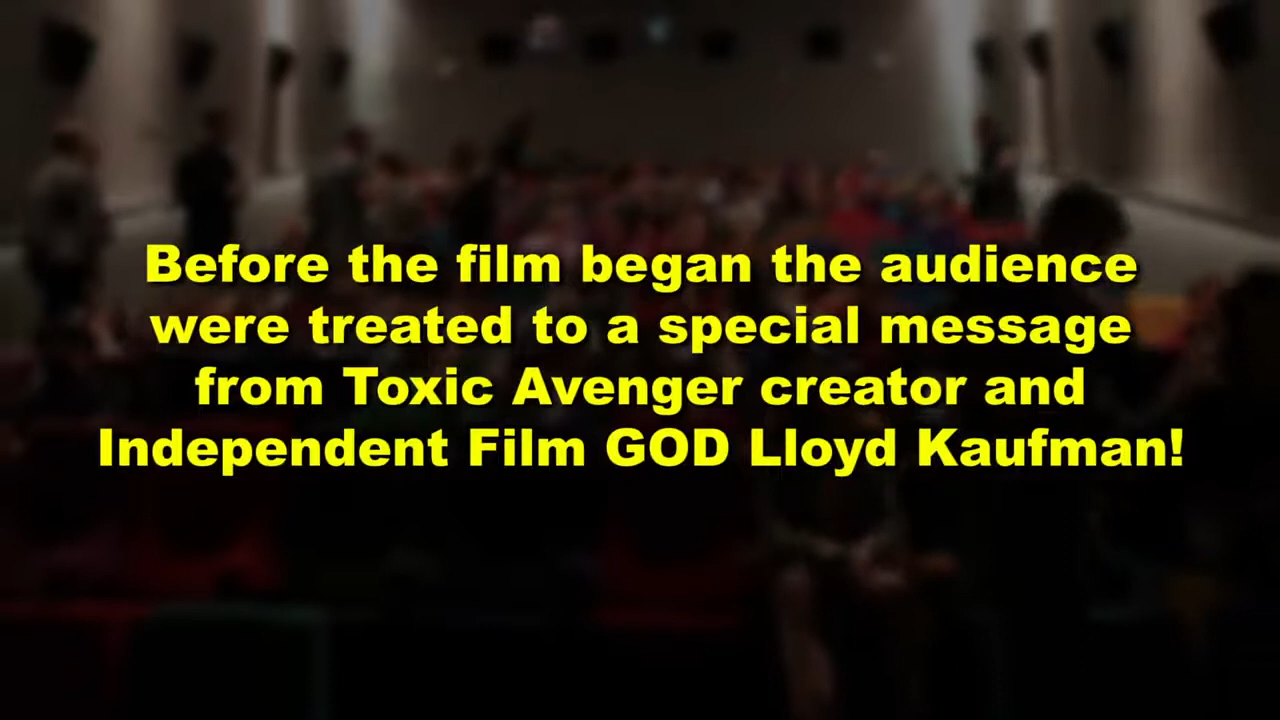 Before the film began the audience
were treated to a special message
from Toxic Avenger creator and
Independent Film GOD Lloyd Kaufman!